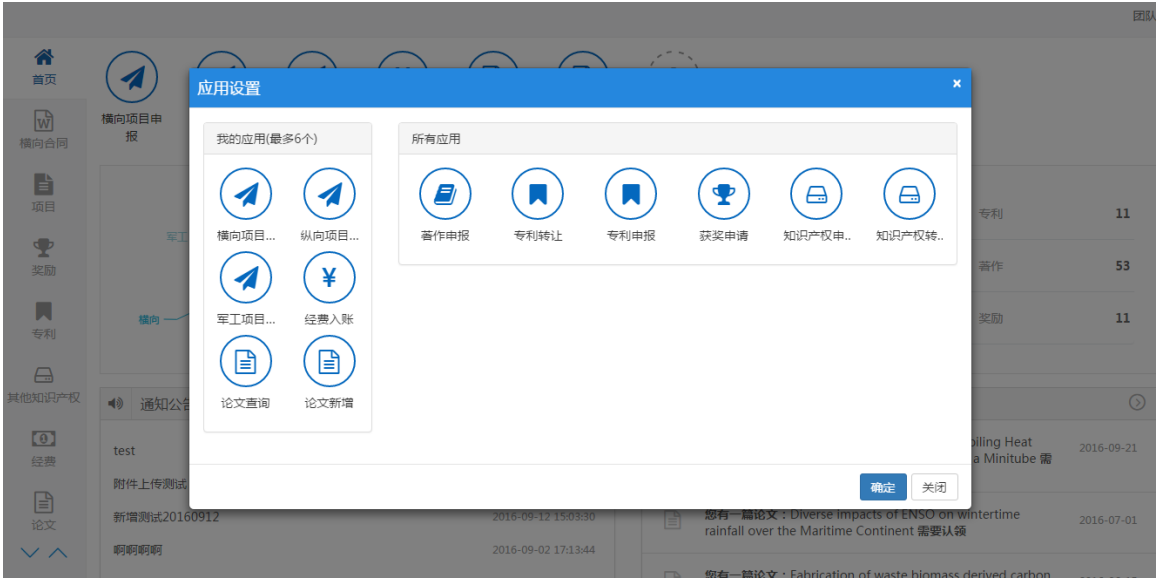 团队
首页
横向合同
项目
奖励
专利
其他知识产权
经费
论文
横向项目申
报
应用设置
×
我的应用(最多6个)
横向项目...
纵向项目...
军工项目...
经费入账
论文查询
论文新增
所有应用
著作申报
专利转让
专利申报
获奖申请
知识产权申..
知识产权转..
确定
关闭
军工
横向
专利 11
著作 53
奖励 11
通知公告
test
附件上传测试
新增测试20160912 2016-09-12 15:03:30
啊啊啊啊 2016-09-02 17:13:44
oiling Heat
a Minitube 需
2016-09-21
您有一篇论文：Diverse impacts of ENSO on wintertime
rainfall over the Maritime Continent 需要认领
2016-07-01
您有一篇论文：Fabrication of waste biomass derived carbon